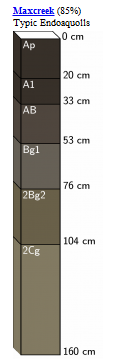 Maxcreek (85%)
Typic Endoaquolls
0 cm
Ap
20 cm
A1
33 cm
AB
53 cm
Bg1
76 cm
2Bg2
104 cm
2Cg
160 cm